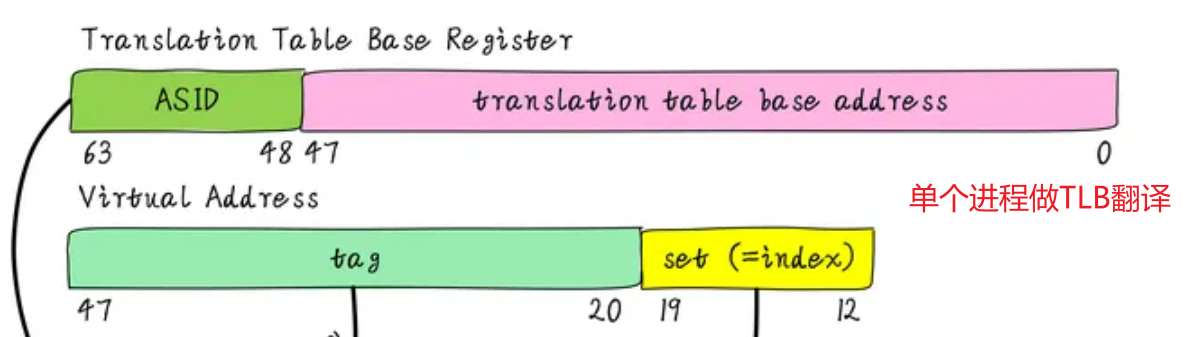 Translation Table Base Register
ASID translation table base address
63 48 47 0
Virtual Address
单个进程做TLB翻译
tag set (=index)
47 20 19 12